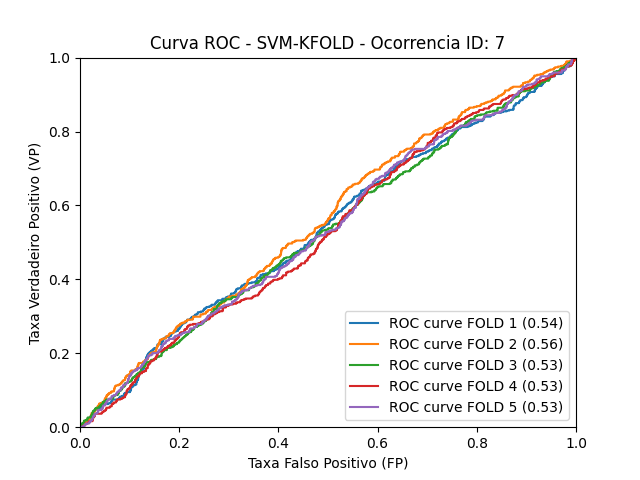 Curva ROC - SVM-KFOLD - Ocorrencia ID: 7
Taxa Verdadeiro Positivo (VP)
1.0
0.8
0.6
0.4
0.2
0.0
ROC curve FOLD 1 (0.54)
ROC curve FOLD 2 (0.56)
ROC curve FOLD 3 (0.53)
ROC curve FOLD 4 (0.53)
ROC curve FOLD 5 (0.53)
0.0 0.2 0.4 0.6 0.8 1.0
Taxa Falso Positivo (FP)